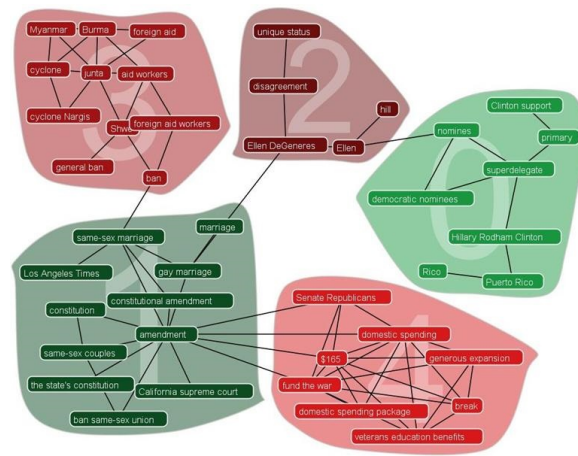 Myanmar
Burma
foreign aid
cyclone
junta
aid workers
cyclone Nargis
Shwe
foreign aid workers
general ban
ban
3
unique status
disagreement
hill
Ellen DeGeneres
Ellen
2
Clinton support
nomines
primary
superdelegate
democratic nominees
Hillary Rodham Clinton
Rico
Puerto Rico
0
marriage
same-sex marriage
Los Angeles Times
gay marriage
constitutional amendment
constitution
amendment
same-sex couples
the state's constitution
California supreme court
ban same-sex union
1
Senate Republicans
domestic spending
$165
generous expansion
fund the war
domestic spending package
break
veterans education benefits
4